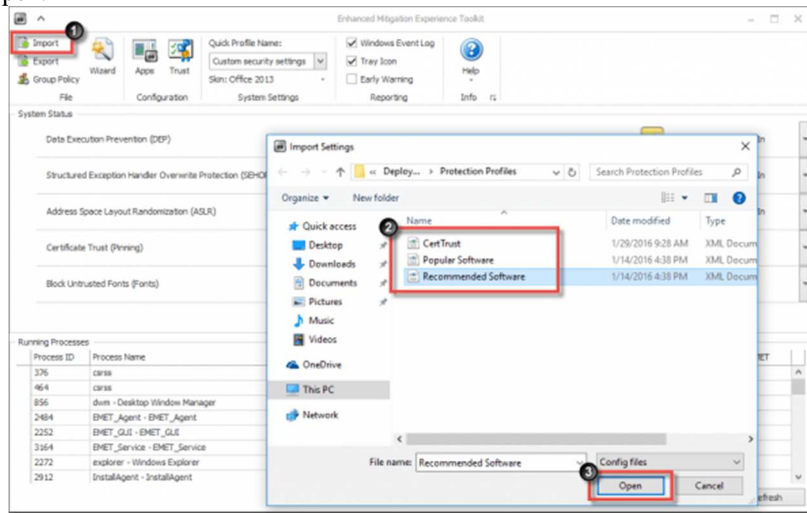 Enhanced Mitigation Experience Toolkit
1
Import
Export
Group Policy
Wizard
Apps
Trust
Quick Profile Name:
Custom security settings
Skin: Office 2013
Windows Event Log
Tray Icon
Early Warning
Help
File
Configuration
System Settings
Reporting
Info
System Status
Data Execution Prevention (DEP)
Structured Exception Handler Overwrite Protection (SEHO
Address Space Layout Randomization (ASLR)
Certificate Trust (Pinning)
Block Untrusted Fonts (Fonts)
Import Settings
« Deploy... › Protection Profiles
Search Protection Profiles
Organize
New folder
Quick access
Desktop
Downloads
Documents
Pictures
Music
Videos
OneDrive
This PC
Network
2
Name
Date modified
Type
CertTrust
1/29/2016 9:28 AM
XML Docum
Popular Software
1/14/2016 4:38 PM
XML Docum
Recommended Software
1/14/2016 4:38 PM
XML Docum
File name:
Recommended Software
Config files
3
Open
Cancel
Running Processes
Process ID
Process Name
376
csrss
464
csrss
856
dwm - Desktop Window Manager
2484
EMET_Agent - EMET_Agent
2252
EMET_GUI - EMET_GUI
3164
EMET_Service - EMET_Service
2272
explorer - Windows Explorer
2912
InstallAgent - InstallAgent
efresh